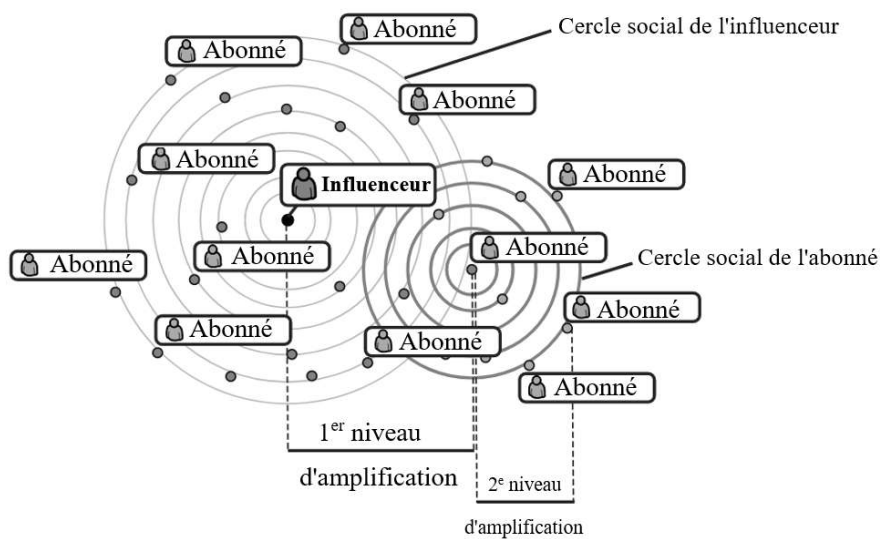 Abonné
Cercle social de l'influenceur
Abonné
Abonné
Abonné
Abonné
Influenceur
Abonné
Abonné
Abonné
Cercle social de l'abonné
Abonné
Abonné
Abonné
Abonné
Abonné
1er niveau
d'amplification
2e niveau
d'amplification